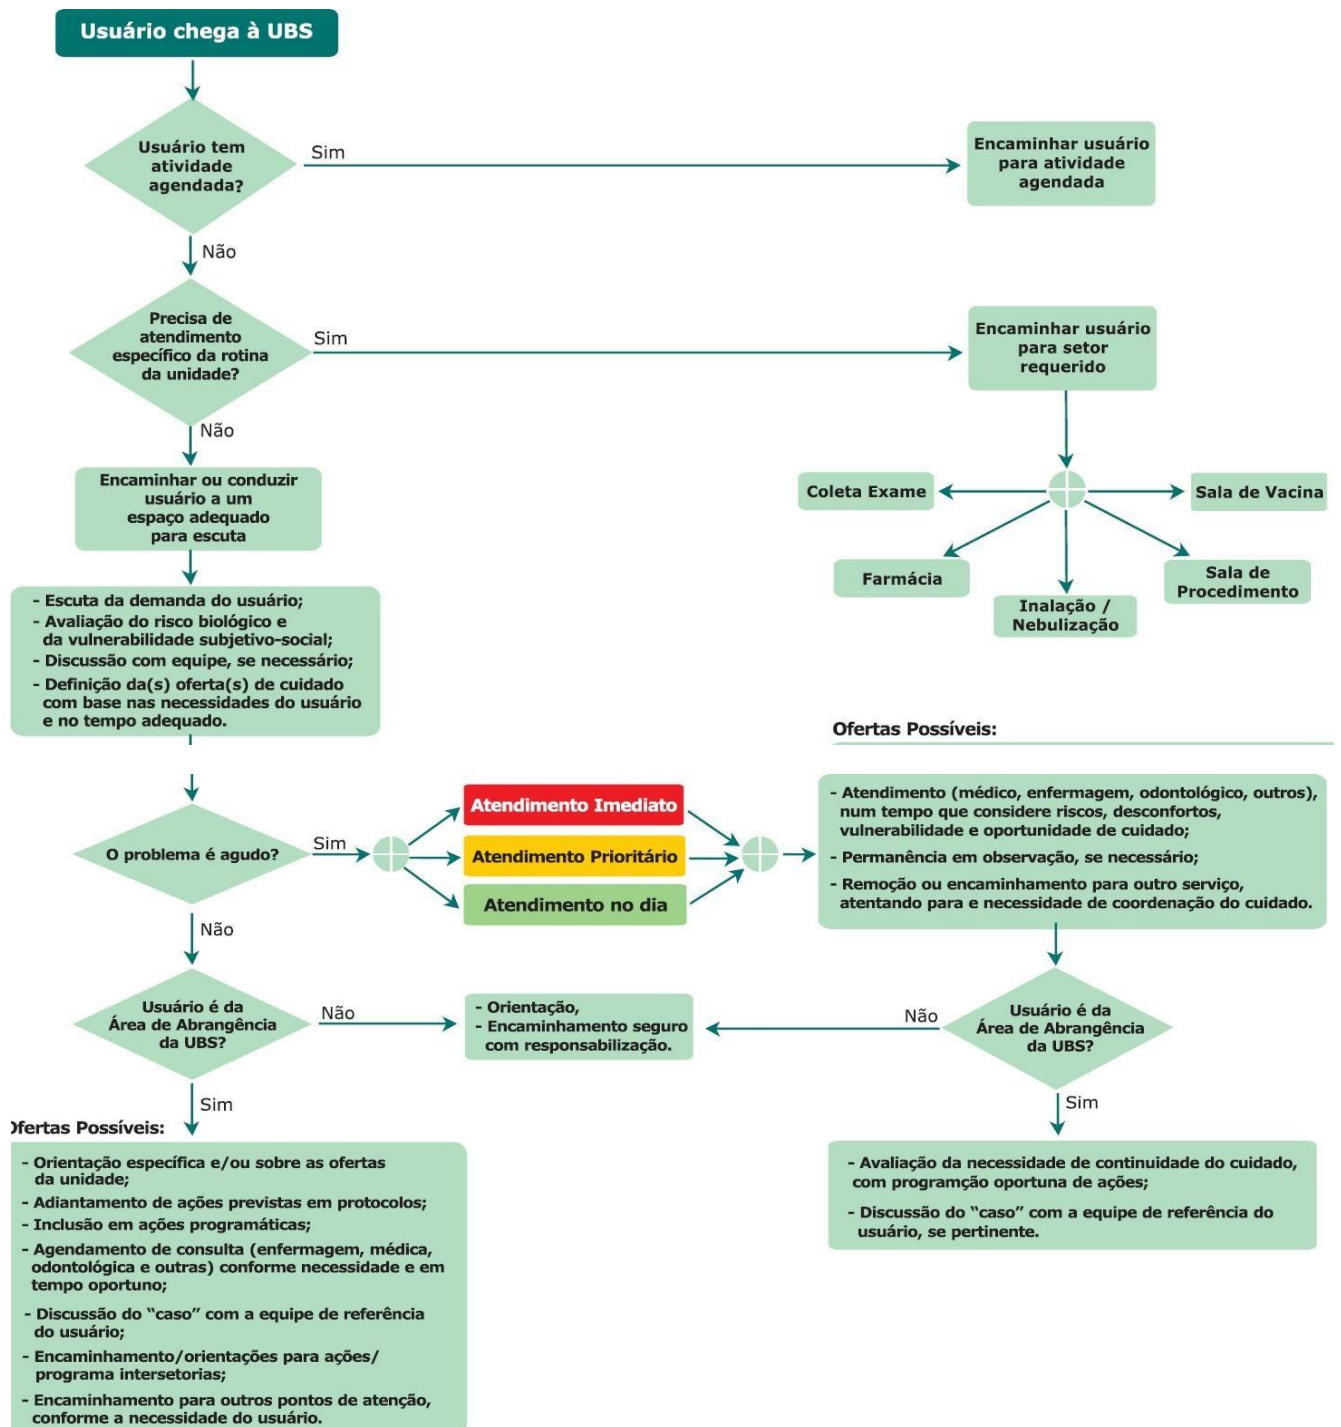 Usuário chega à UBS
Usuário tem
atividade
agendada?
Sim
Encaminhar usuário
para atividade
agendada
Não
Precisa de
atendimento
específico da rotina
da unidade?
Sim
Encaminhar usuário
para setor
requerido
Não
Coleta Exame
Sala de Vacina
Farmácia
Sala de
Procedimento
Inalação /
Nebulização
Encaminhar ou conduzir
usuário a um
espaço adequado
para escuta
- Escuta da demanda do usuário;
- Avaliação do risco biológico e
da vulnerabilidade subjetivo-social;
- Discussão com equipe, se necessário;
- Definição da(s) oferta(s) de cuidado
com base nas necessidades do usuário
e no tempo adequado.
O problema é agudo?
Sim
Atendimento Imediato
Atendimento Prioritário
Atendimento no dia
Ofertas Possíveis:
- Atendimento (médico, enfermagem, odontológico, outros),
num tempo que considere riscos, desconfortos,
vulnerabilidade e oportunidade de cuidado;
- Permanência em observação, se necessário;
- Remoção ou encaminhamento para outro serviço,
atentando para e necessidade de coordenação do cuidado.
Não
Usuário é da
Área de Abrangência
da UBS?
Não
- Orientação,
- Encaminhamento seguro
com responsabilização.
Não
Usuário é da
Área de Abrangência
da UBS?
Sim
Sim
Ofertas Possíveis:
- Orientação específica e/ou sobre as ofertas
da unidade;
- Adiantamento de ações previstas em protocolos;
- Inclusão em ações programáticas;
- Agendamento de consulta (enfermagem, médica,
odontológica e outras) conforme necessidade e em
tempo oportuno;
- Discussão do “caso” com a equipe de referência
do usuário;
- Encaminhamento/orientações para ações/
programa intersetorias;
- Encaminhamento para outros pontos de atenção,
conforme a necessidade do usuário.
- Avaliação da necessidade de continuidade do cuidado,
com programção oportuna de ações;
- Discussão do “caso” com a equipe de referência do
usuário, se pertinente.